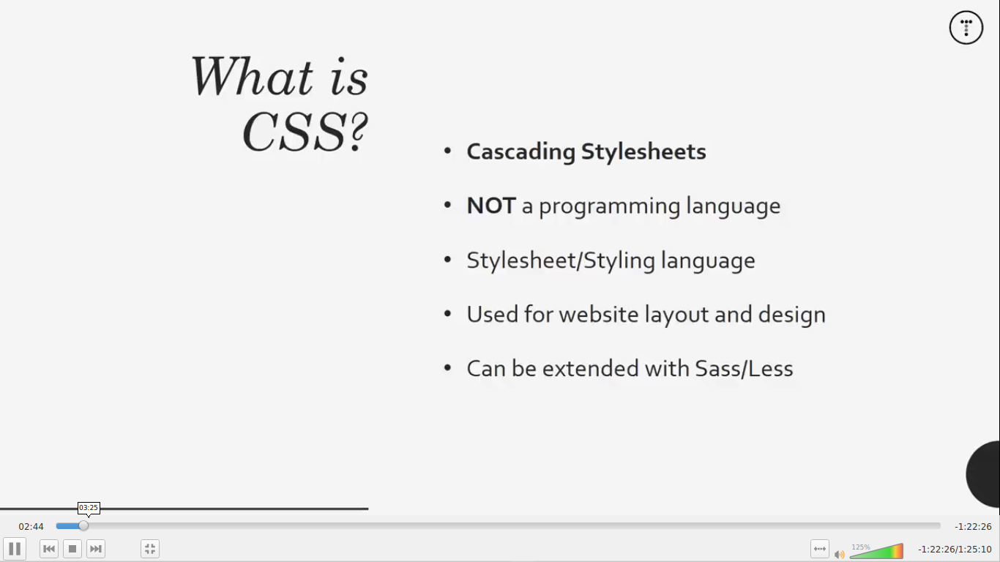 What is
CSS?
• Cascading Stylesheets
• NOT a programming language
• Stylesheet/Styling language
• Used for website layout and design
• Can be extended with Sass/Less
03:25
02:44
-1:22:26
125%
-1:22:26/1:25:10